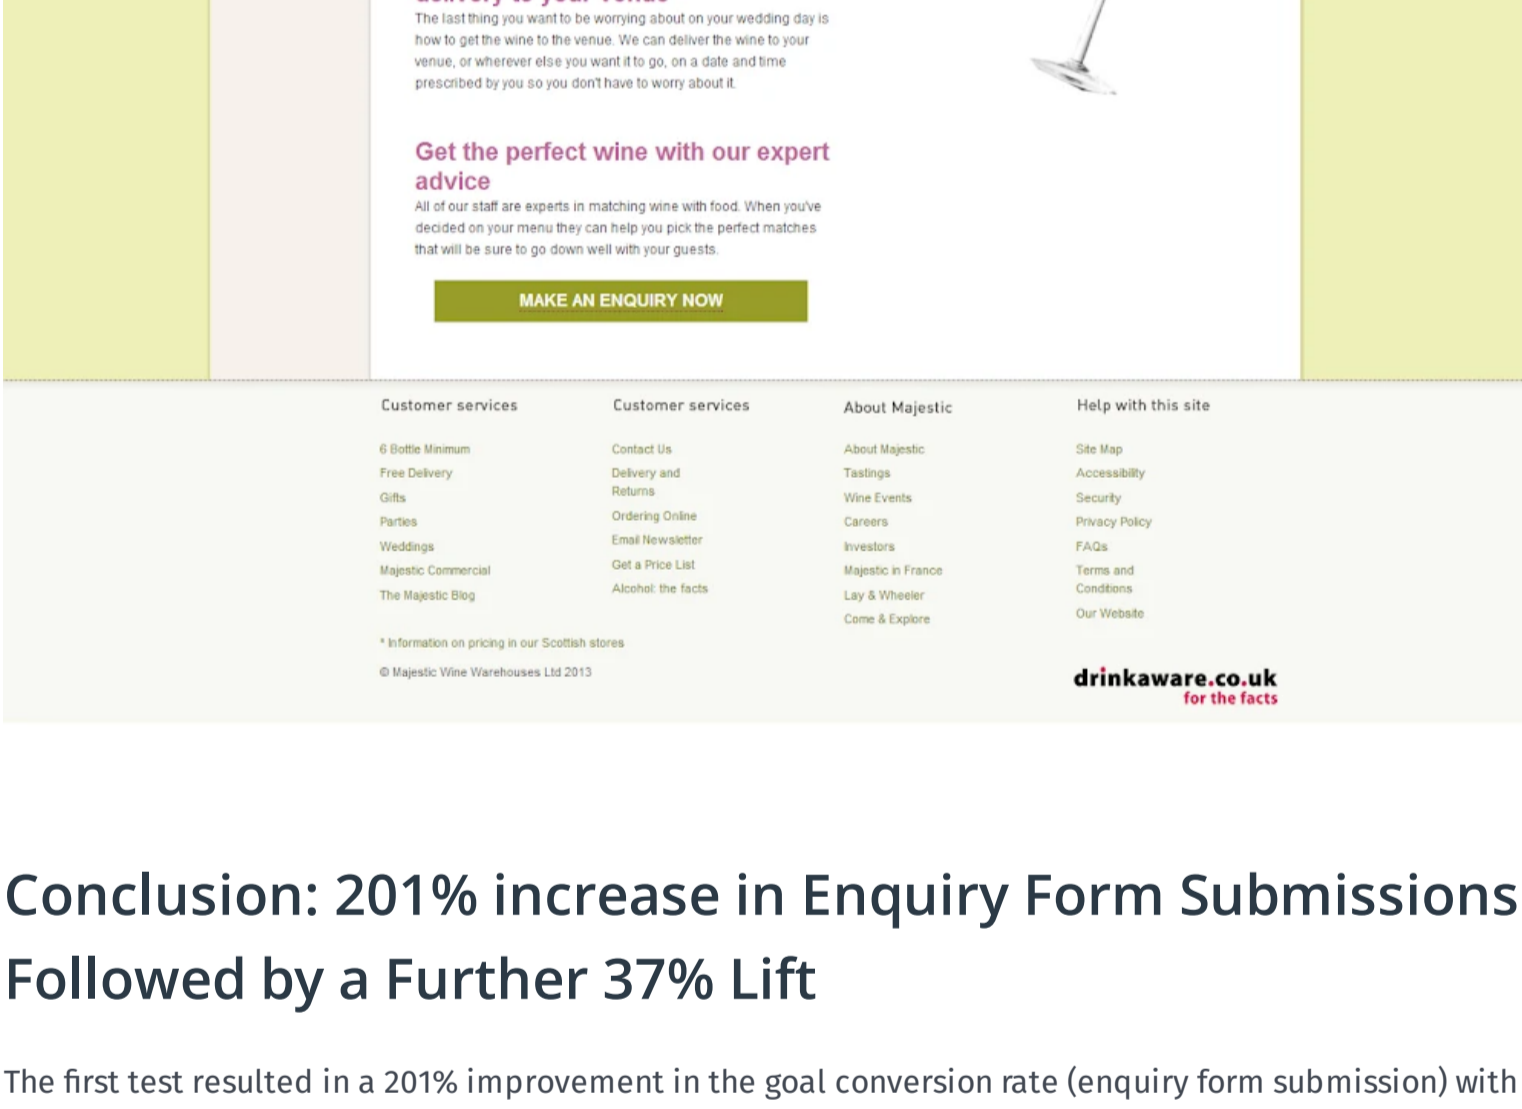 delivery to your venue
The last thing you want to be worrying about on your wedding day is
how to get the wine to the venue. We can deliver the wine to your
venue, or wherever else you want it to go, on a date and time
prescribed by you so you don't have to worry about it.
Get the perfect wine with our expert
advice
All of our staff are experts in matching wine with food. When you've
decided on your menu they can help you pick the perfect matches
that will be sure to go down well with your guests.
MAKE AN ENQUIRY NOW
Customer services
6 Bottle Minimum
Free Delivery
Gifts
Parties
Weddings
Majestic Commercial
The Majestic Blog
Customer services
Contact Us
Delivery and
Returns
Ordering Online
Email Newsletter
Get a Price List
Alcohol: the facts
About Majestic
About Majestic
Tastings
Wine Events
Careers
Investors
Majestic in France
Lay & Wheeler
Come & Explore
Help with this site
Site Map
Accessibility
Security
Privacy Policy
FAQs
Terms and
Conditions
Our Website
* Information on pricing in our Scottish stores
© Majestic Wine Warehouses Ltd 2013
drinkaware.co.uk
for the facts
Conclusion: 201% increase in Enquiry Form Submissions
Followed by a Further 37% Lift
The first test resulted in a 201% improvement in the goal conversion rate (enquiry form submission) with